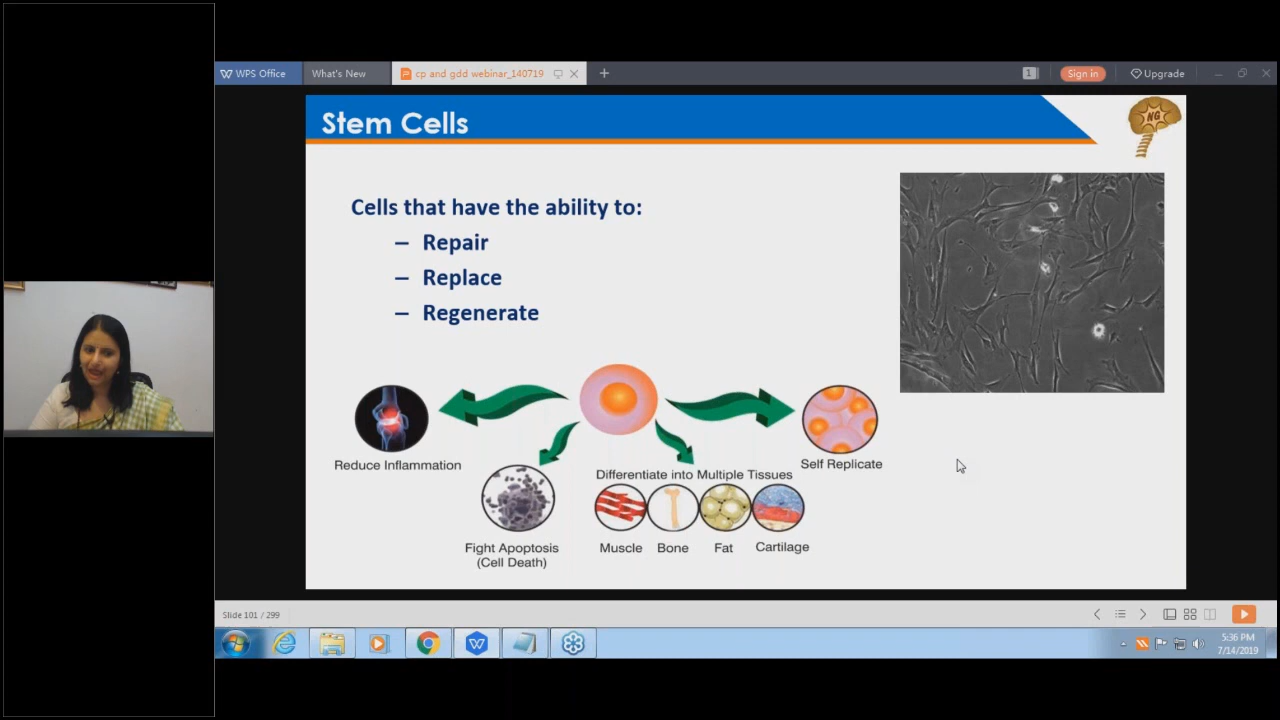 WPS Office
What's New
cp and gdd webinar_140719
1
Sign in
Upgrade
Stem Cells
NG
Cells that have the ability to:
– Repair
– Replace
– Regenerate
Reduce Inflammation
Fight Apoptosis
(Cell Death)
Differentiate into Multiple Tissues
Muscle
Bone
Fat
Cartilage
Self Replicate
Slide 101 / 299
5:36 PM
7/14/2019